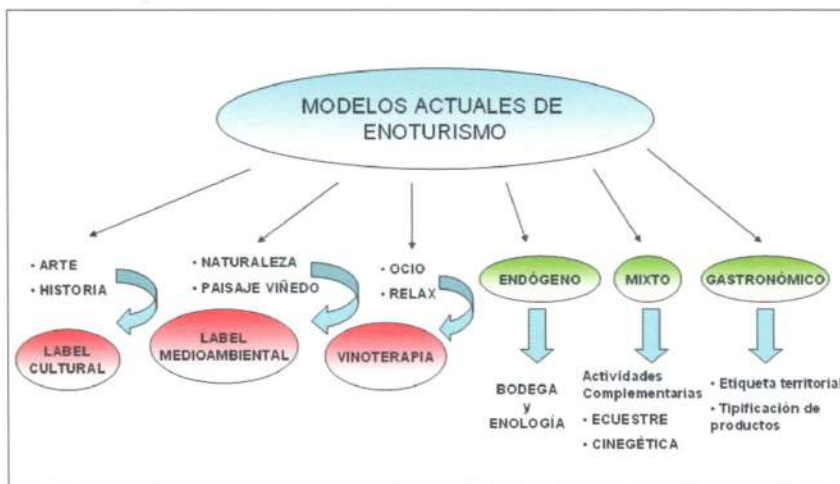 MODELOS ACTUALES DE
ENOTURISMO
• ARTE
• HISTORIA
LABEL
CULTURAL
• NATURALEZA
• PAISAJE VIÑEDO
LABEL
MEDIOAMBIENTAL
• OCIO
• RELAX
VINOTERAPIA
ENDÓGENO
BODEGA
y
ENOLOGÍA
MIXTO
Actividades
Complementarias
• ECUESTRE
• CINEGÉTICA
GASTRONÓMICO
• Etiqueta territorial
• Tipificación de
productos